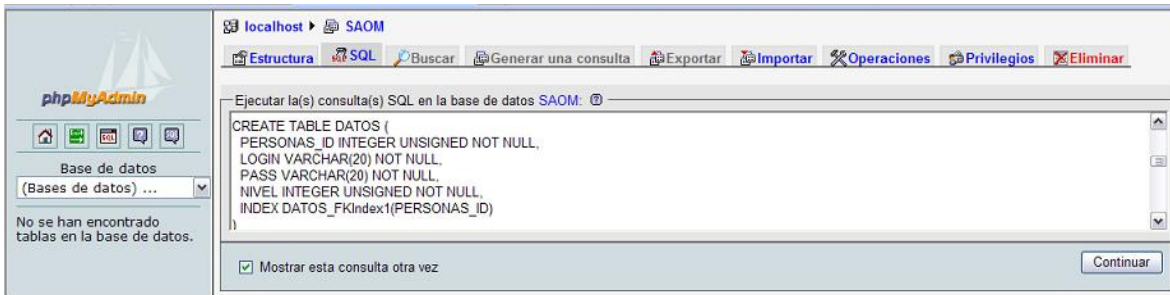 localhost SAOM
Estructura SQL Buscar Generar una consulta Exportar Importar Operaciones Privilegios Eliminar
phpMyAdmin
SQL
Base de datos
(Bases de datos) ...
No se han encontrado
tablas en la base de datos.
Ejecutar la(s) consulta(s) SQL en la base de datos SAOM:
CREATE TABLE DATOS (
PERSONAS_ID INTEGER UNSIGNED NOT NULL,
LOGIN VARCHAR(20) NOT NULL,
PASS VARCHAR(20) NOT NULL,
NIVEL INTEGER UNSIGNED NOT NULL,
INDEX DATOS_FKIndex1(PERSONAS_ID)
)
Mostrar esta consulta otra vez
Continuar